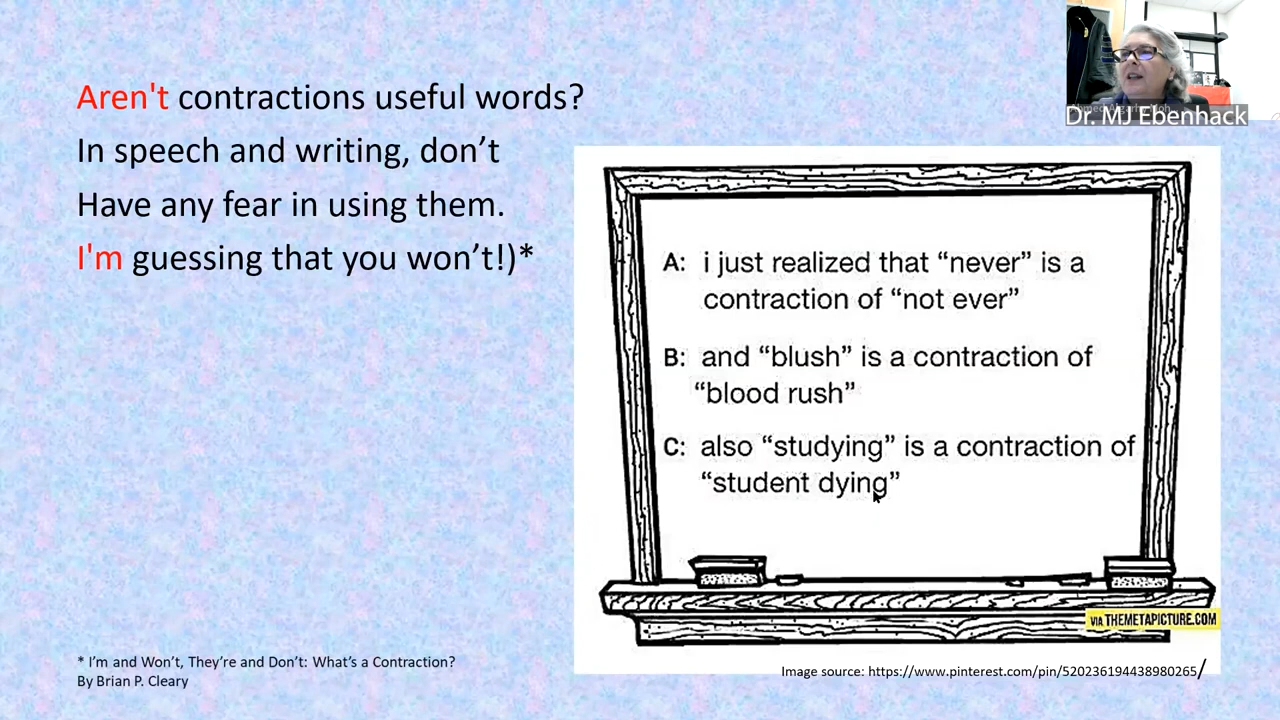 Aren't contractions useful words?
In speech and writing, don’t
Have any fear in using them.
I'm guessing that you won’t!)*
Dr. MJ Ebenhack
A: i just realized that “never” is a
contraction of “not ever”
B: and “blush” is a contraction of
“blood rush”
C: also “studying” is a contraction of
“student dying”
VIA THEMETAPICTURE.COM
* I’m and Won’t, They’re and Don’t: What’s a Contraction?
By Brian P. Cleary
Image source: https://www.pinterest.com/pin/520236194438980265/